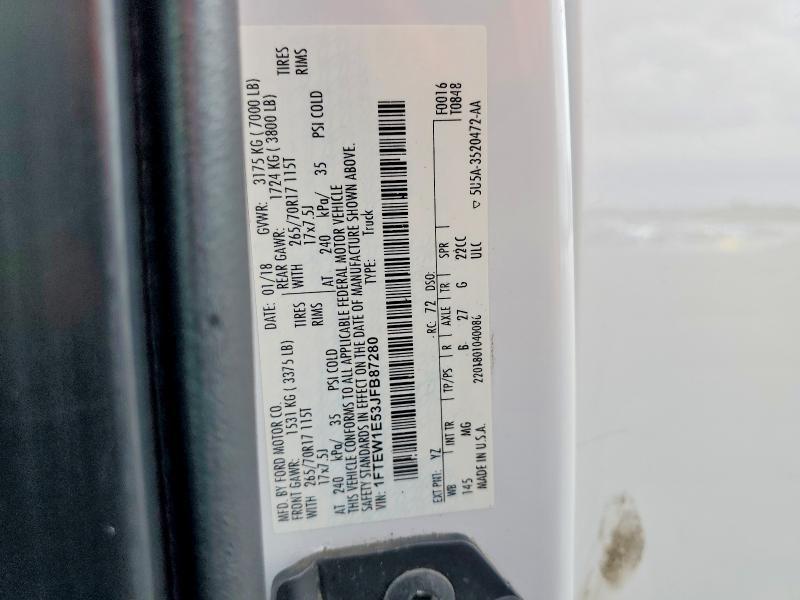 MFD. BY FORD MOTOR CO.
DATE: 01/18 GVWR: 3175 KG ( 7000 LB)
FRONT GAWR: 1531 KG ( 3375 LB) REAR GAWR: 1724 KG ( 3800 LB)
WITH 265/70R17 115T TIRES WITH 265/70R17 115T TIRES
17x7.5J RIMS 17x7.5J RIMS
AT 240 kPa/ 35 PSI COLD AT 240 kPa/ 35 PSI COLD
THIS VEHICLE CONFORMS TO ALL APPLICABLE FEDERAL MOTOR VEHICLE
SAFETY STANDARDS IN EFFECT ON THE DATE OF MANUFACTURE SHOWN ABOVE.
VIN: 1FTEW1E53JFB87280 TYPE: Truck
F0016
T0848
EXT PNT: YZ RC: 72 DSO:
WB INT TR TP/PS R AXLE TR SPR
145 MG B 27 6 22CC
MADE IN U.S.A. ULC
5U5A-3520472-AA